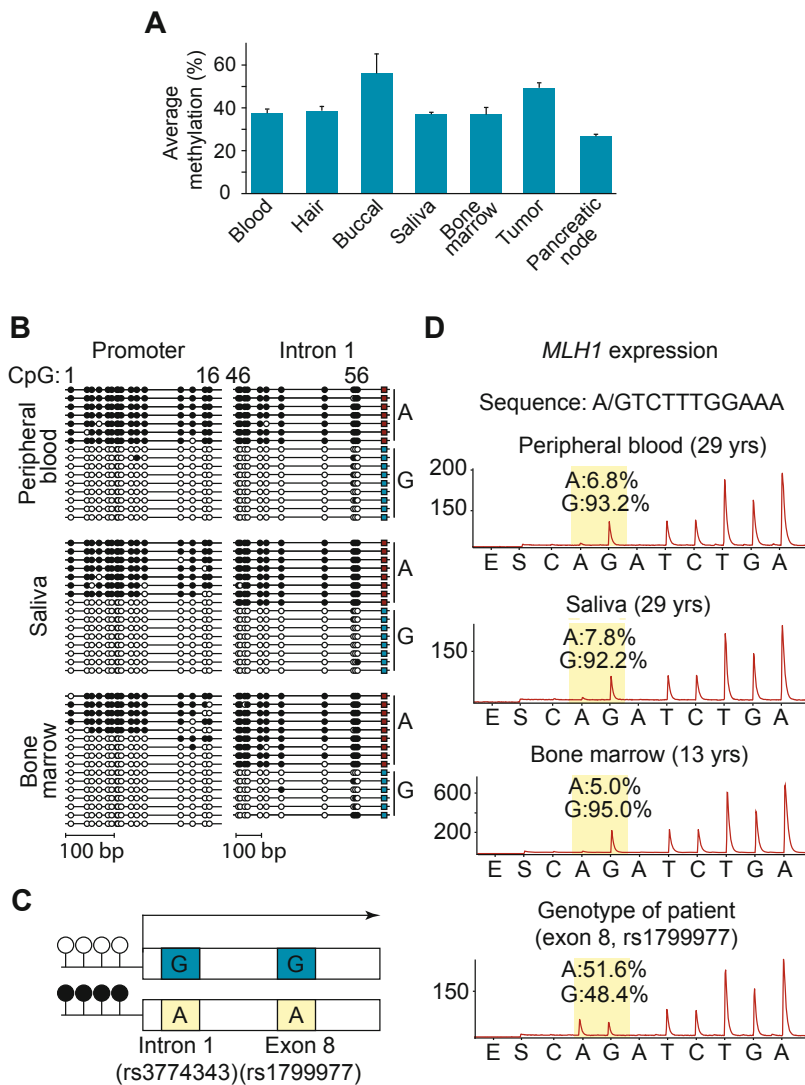 A
Average
methylation (%)
60
40
20
0
Blood
Hair
Buccal
Saliva
Bone
marrow
Tumor
Pancreatic
node
B
Promoter
Intron 1
CpG: 1 16 46 56
Peripheral
blood
A
G
Saliva
A
G
Bone
marrow
A
G
100 bp
100 bp
C
G G
A A
Intron 1 Exon 8
(rs3774343) (rs1799977)
D
MLH1 expression
Sequence: A/GTCTTTGGAAA
Peripheral blood (29 yrs)
200
150
A:6.8%
G:93.2%
E S C A G A T C T G A
Saliva (29 yrs)
150
A:7.8%
G:92.2%
E S C A G A T C T G A
Bone marrow (13 yrs)
600
200
A:5.0%
G:95.0%
E S C A G A T C T G A
Genotype of patient
(exon 8, rs1799977)
150
A:51.6%
G:48.4%
E S C A G A T C T G A